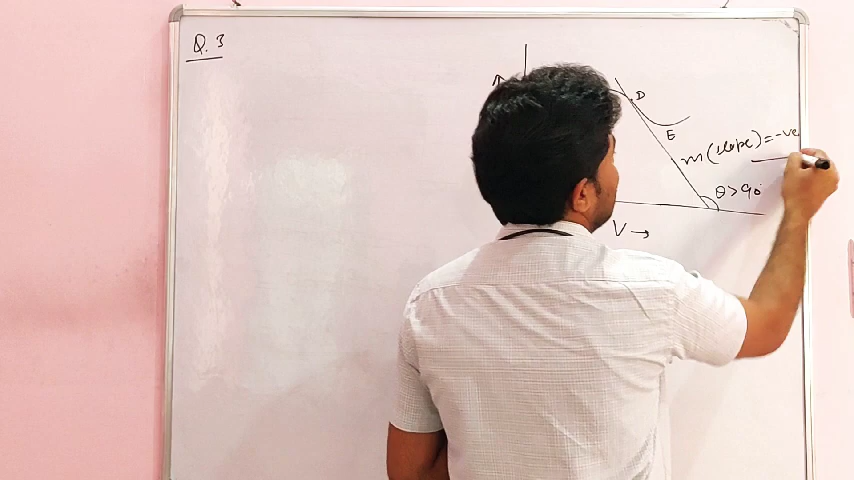 Q. 3
D
E
m (slope) = -ve
θ > 90°
V →